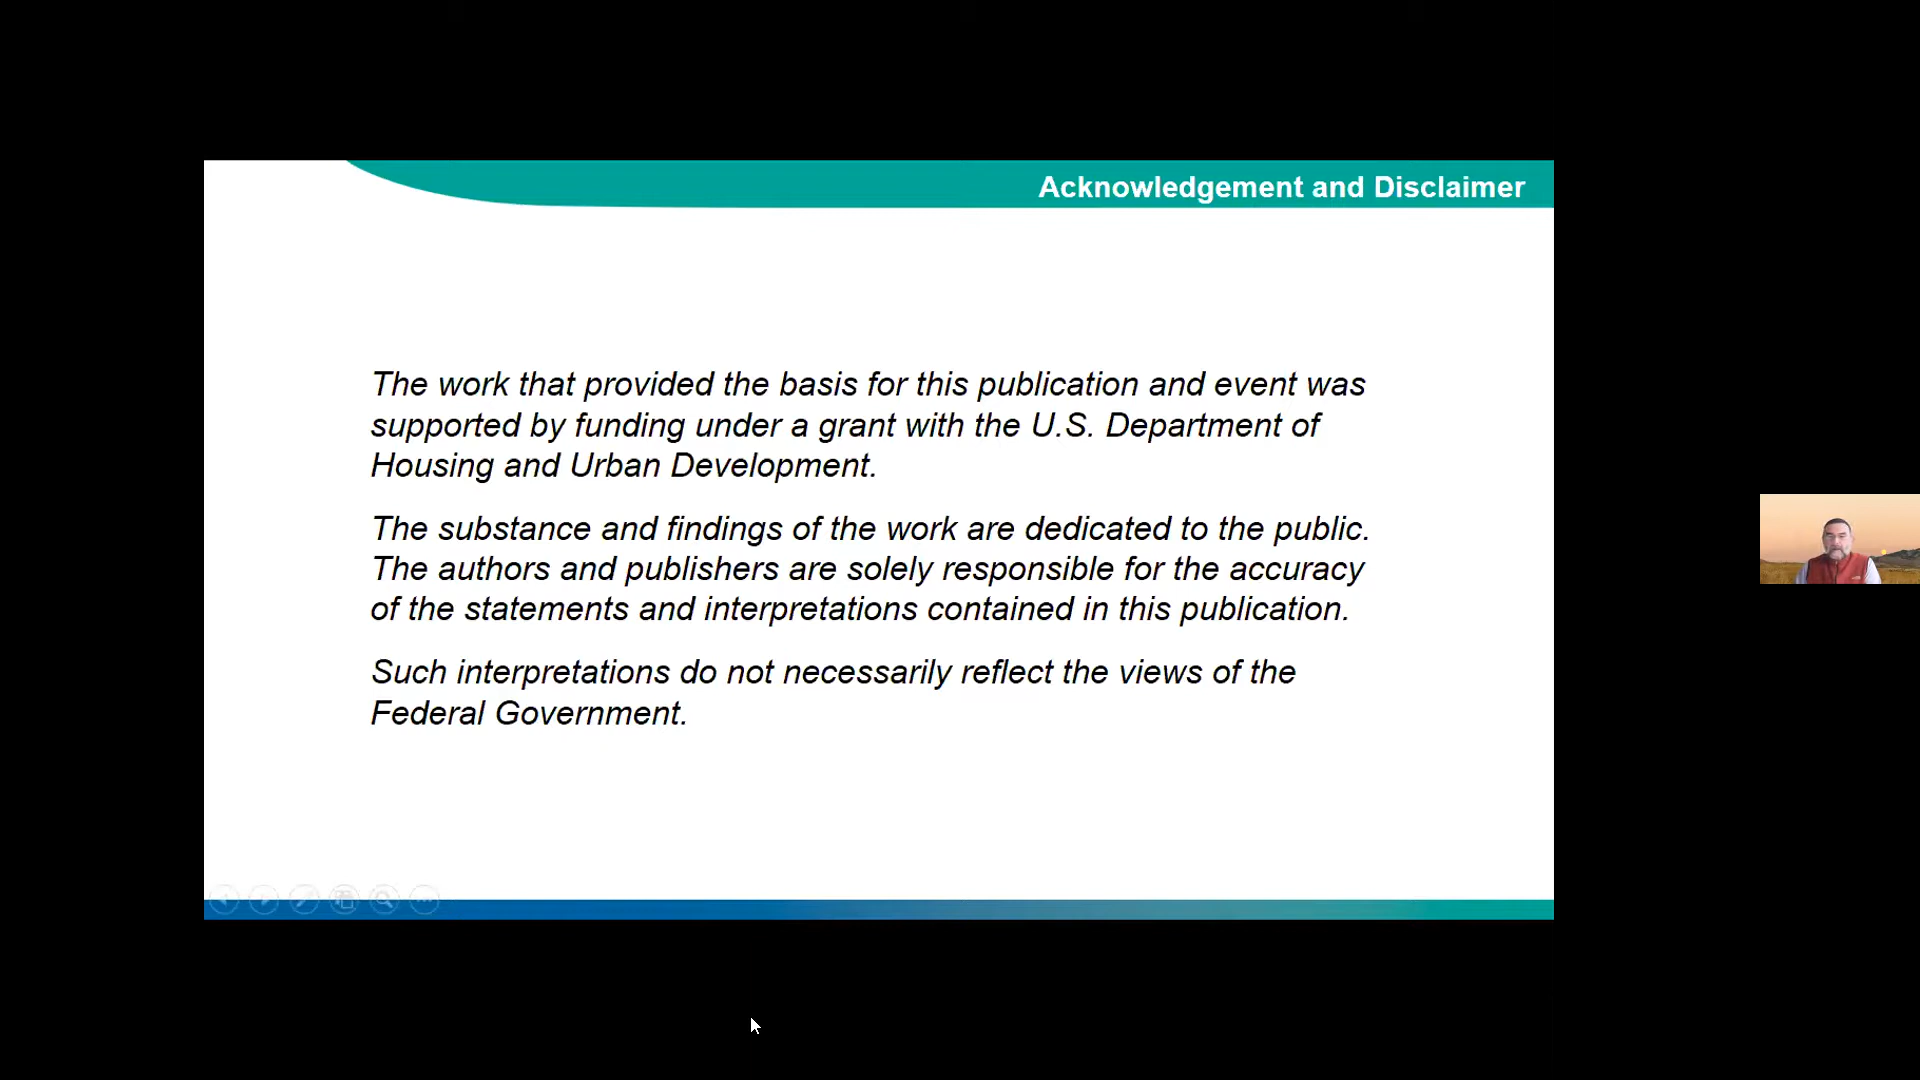 Acknowledgement and Disclaimer
The work that provided the basis for this publication and event was
supported by funding under a grant with the U.S. Department of
Housing and Urban Development.
The substance and findings of the work are dedicated to the public.
The authors and publishers are solely responsible for the accuracy
of the statements and interpretations contained in this publication.
Such interpretations do not necessarily reflect the views of the
Federal Government.